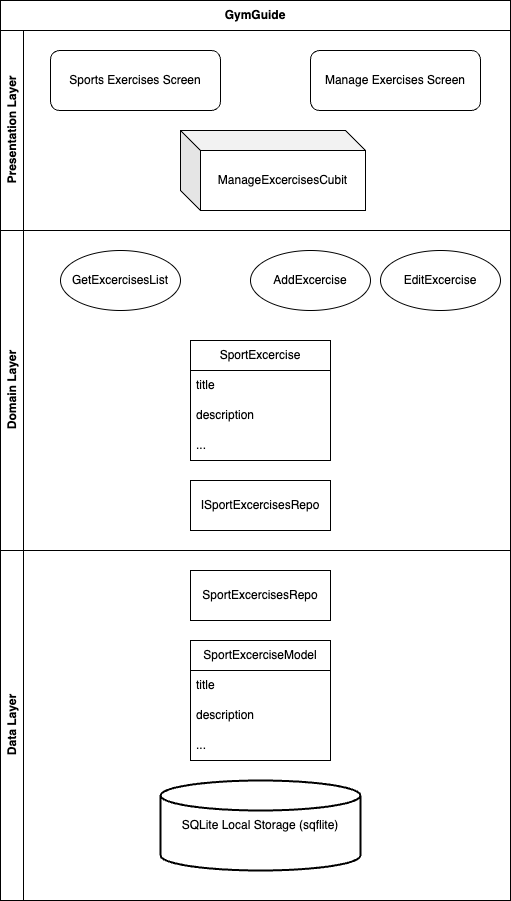 GymGuide
Presentation Layer
Sports Exercises Screen
Manage Exercises Screen
ManageExcercisesCubit
Domain Layer
GetExcercisesList
AddExcercise
EditExcercise
SportExcercise
title
description
...
ISportExcercisesRepo
Data Layer
SportExcercisesRepo
SportExcerciseModel
title
description
...
SQLite Local Storage (sqflite)